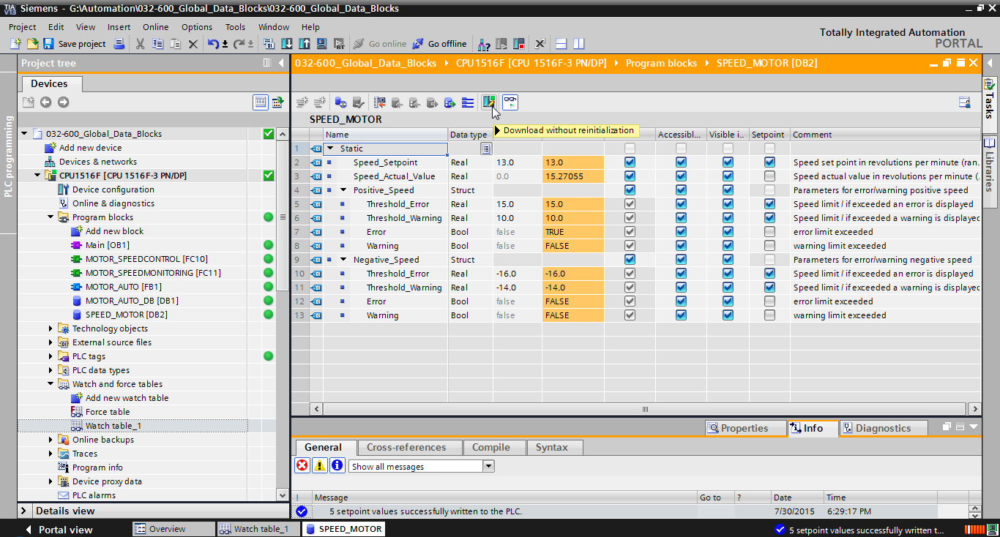 TIA V13 Siemens - G:\Automation\032-600_Global_Data_Blocks\032-600_Global_Data_Blocks
Project Edit View Insert Online Options Tools Window Help
Totally Integrated Automation
PORTAL
Save project Go online Go offline
Project tree
032-600_Global_Data_Blocks CPU1516F [CPU 1516F-3 PN/DP] Program blocks SPEED_MOTOR [DB2]
Devices
PLC programming
032-600_Global_Data_Blocks
Add new device
Devices & networks
CPU1516F [CPU 1516F-3 PN/DP]
Device configuration
Online & diagnostics
Program blocks
Add new block
Main [OB1]
MOTOR_SPEEDCONTROL [FC10]
MOTOR_SPEEDMONITORING [FC11]
MOTOR_AUTO [FB1]
MOTOR_AUTO_DB [DB1]
SPEED_MOTOR [DB2]
Technology objects
External source files
PLC tags
PLC data types
Watch and force tables
Add new watch table
Force table
Watch table_1
Online backups
Traces
Program info
Device proxy data
PLC alarms
Details view
SPEED_MOTOR
Download without reinitialization
Name Data type Accessibl... Visible i.. Setpoint Comment
1 Static
2 Speed_Setpoint Real 13.0 13.0 Speed set point in revolutions per minute (ran.
3 Speed_Actual_Value Real 0.0 15.27055 Speed actual value in revolutions per minute (.
4 Positive_Speed Struct Parameters for error/warning positive speed
5 Threshold_Error Real 15.0 15.0 Speed limit / if exceeded an error is displayed
6 Threshold_Warning Real 10.0 10.0 Speed limit / if exceeded a warning is displayed
7 Error Bool false TRUE error limit exceeded
8 Warning Bool false FALSE warning limit exceeded
9 Negative_Speed Struct Parameters for error/warning negative speed
10 Threshold_Error Real -16.0 -16.0 Speed limit / if exceeded an error is displayed
11 Threshold_Warning Real -14.0 -14.0 Speed limit / if exceeded a warning is displayed
12 Error Bool false FALSE error limit exceeded
13 Warning Bool false FALSE warning limit exceeded
Tasks
Libraries
Properties Info Diagnostics
General Cross-references Compile Syntax
Show all messages
! Message Go to ? Date Time
5 setpoint values successfully written to the PLC. 7/30/2015 6:29:17 PM
Portal view Overview Watch table_1 SPEED_MOTOR 5 setpoint values successfully written t...